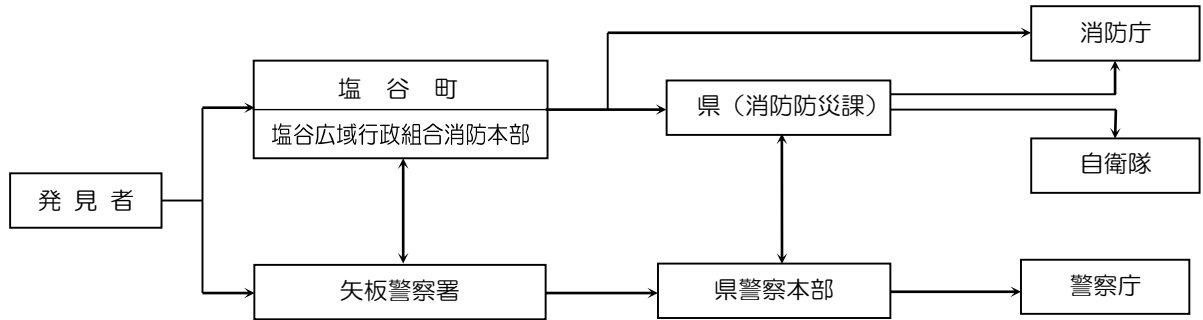 消防庁
塩　谷　町
県（消防防災課）
塩谷広域行政組合消防本部
自衛隊
発 見 者
矢板警察署
県警察本部
警察庁